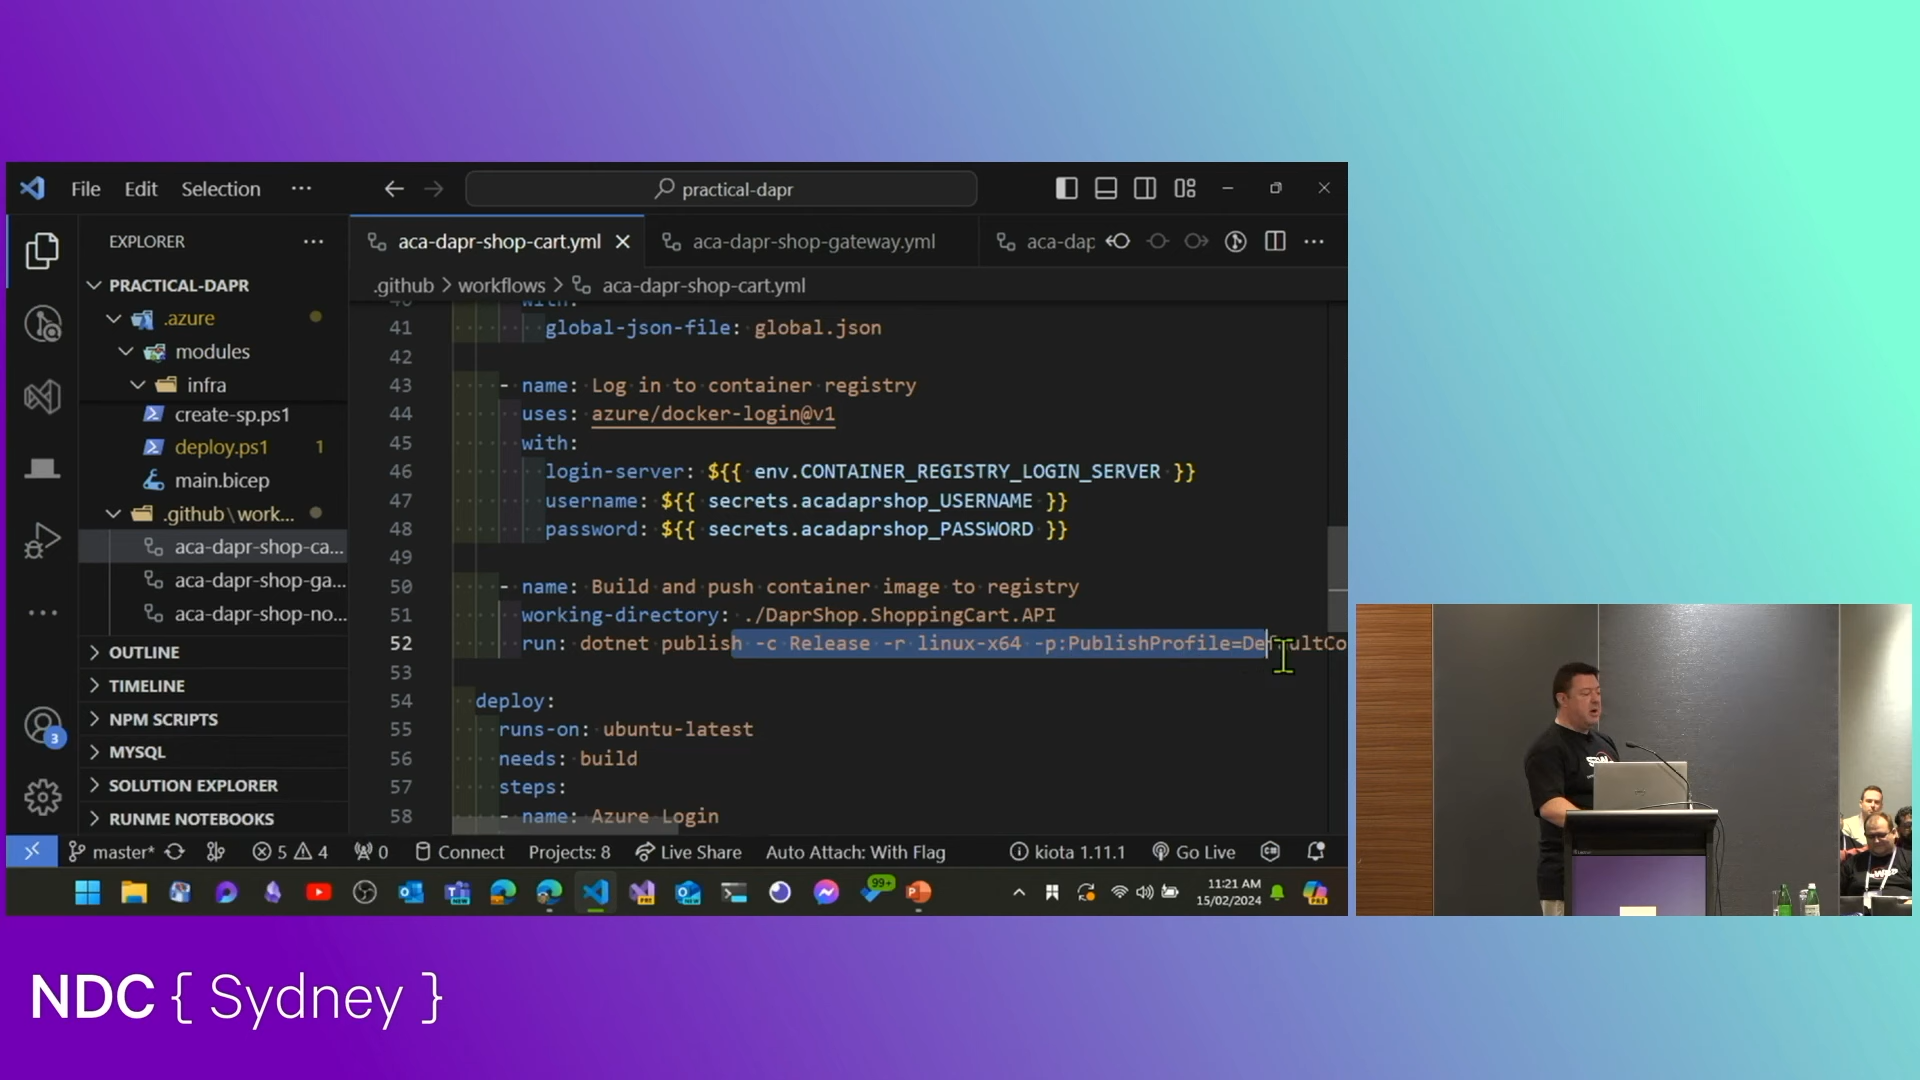 File Edit Selection ···
practical-dapr
EXPLORER ···
aca-dapr-shop-cart.yml
aca-dapr-shop-gateway.yml
aca-dap
.github > workflows > aca-dapr-shop-cart.yml
PRACTICAL-DAPR
.azure
modules
infra
create-sp.ps1
deploy.ps1 1
main.bicep
.github\work...
aca-dapr-shop-ca...
aca-dapr-shop-ga...
aca-dapr-shop-no...
OUTLINE
TIMELINE
NPM SCRIPTS
MYSQL
SOLUTION EXPLORER
RUNME NOTEBOOKS
3
40 with:
41 global-json-file: global.json
42
43 - name: Log in to container registry
44 uses: azure/docker-login@v1
45 with:
46 login-server: ${{ env.CONTAINER_REGISTRY_LOGIN_SERVER }}
47 username: ${{ secrets.acadaprshop_USERNAME }}
48 password: ${{ secrets.acadaprshop_PASSWORD }}
49
50 - name: Build and push container image to registry
51 working-directory: ./DaprShop.ShoppingCart.API
52 run: dotnet publish -c Release -r linux-x64 -p:PublishProfile=DefaultCo
53
54 deploy:
55 runs-on: ubuntu-latest
56 needs: build
57 steps:
58 - name: Azure Login
master* 5 4 0 Connect Projects: 8 Live Share Auto Attach: With Flag kiota 1.11.1 Go Live
99+
11:21 AM
15/02/2024
NDC { Sydney }